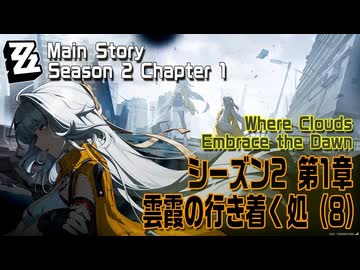 Main Story
Season 2 Chapter 1
Where Clouds
Embrace the Dawn
シーズン2 第1章
雲霞の行き着く処 (8)